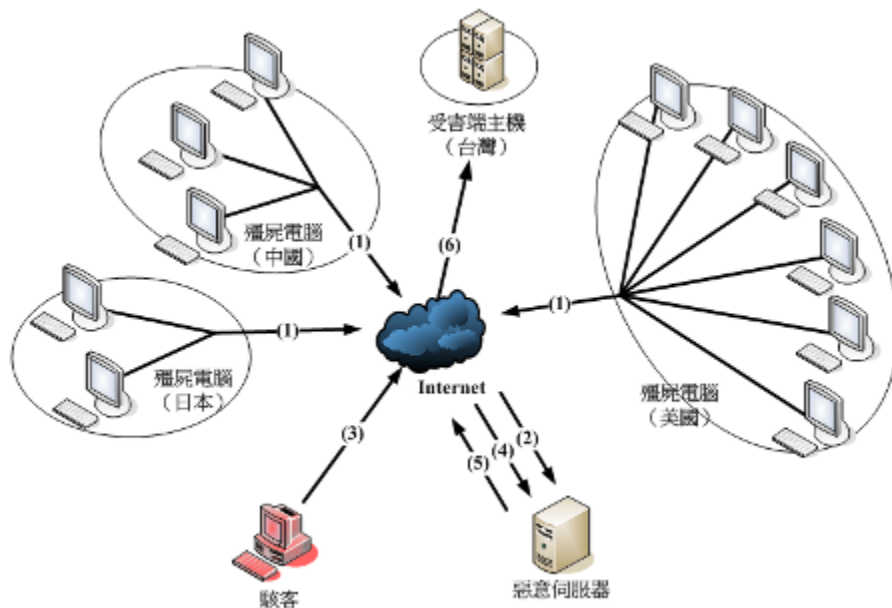 受害端主機
（台灣）
殭屍電腦
（中國）
(1)
(6)
(1)
(1)
殭屍電腦
（日本）
Internet
殭屍電腦
（美國）
(3)
(5)
(4)
(2)
駭客
惡意伺服器